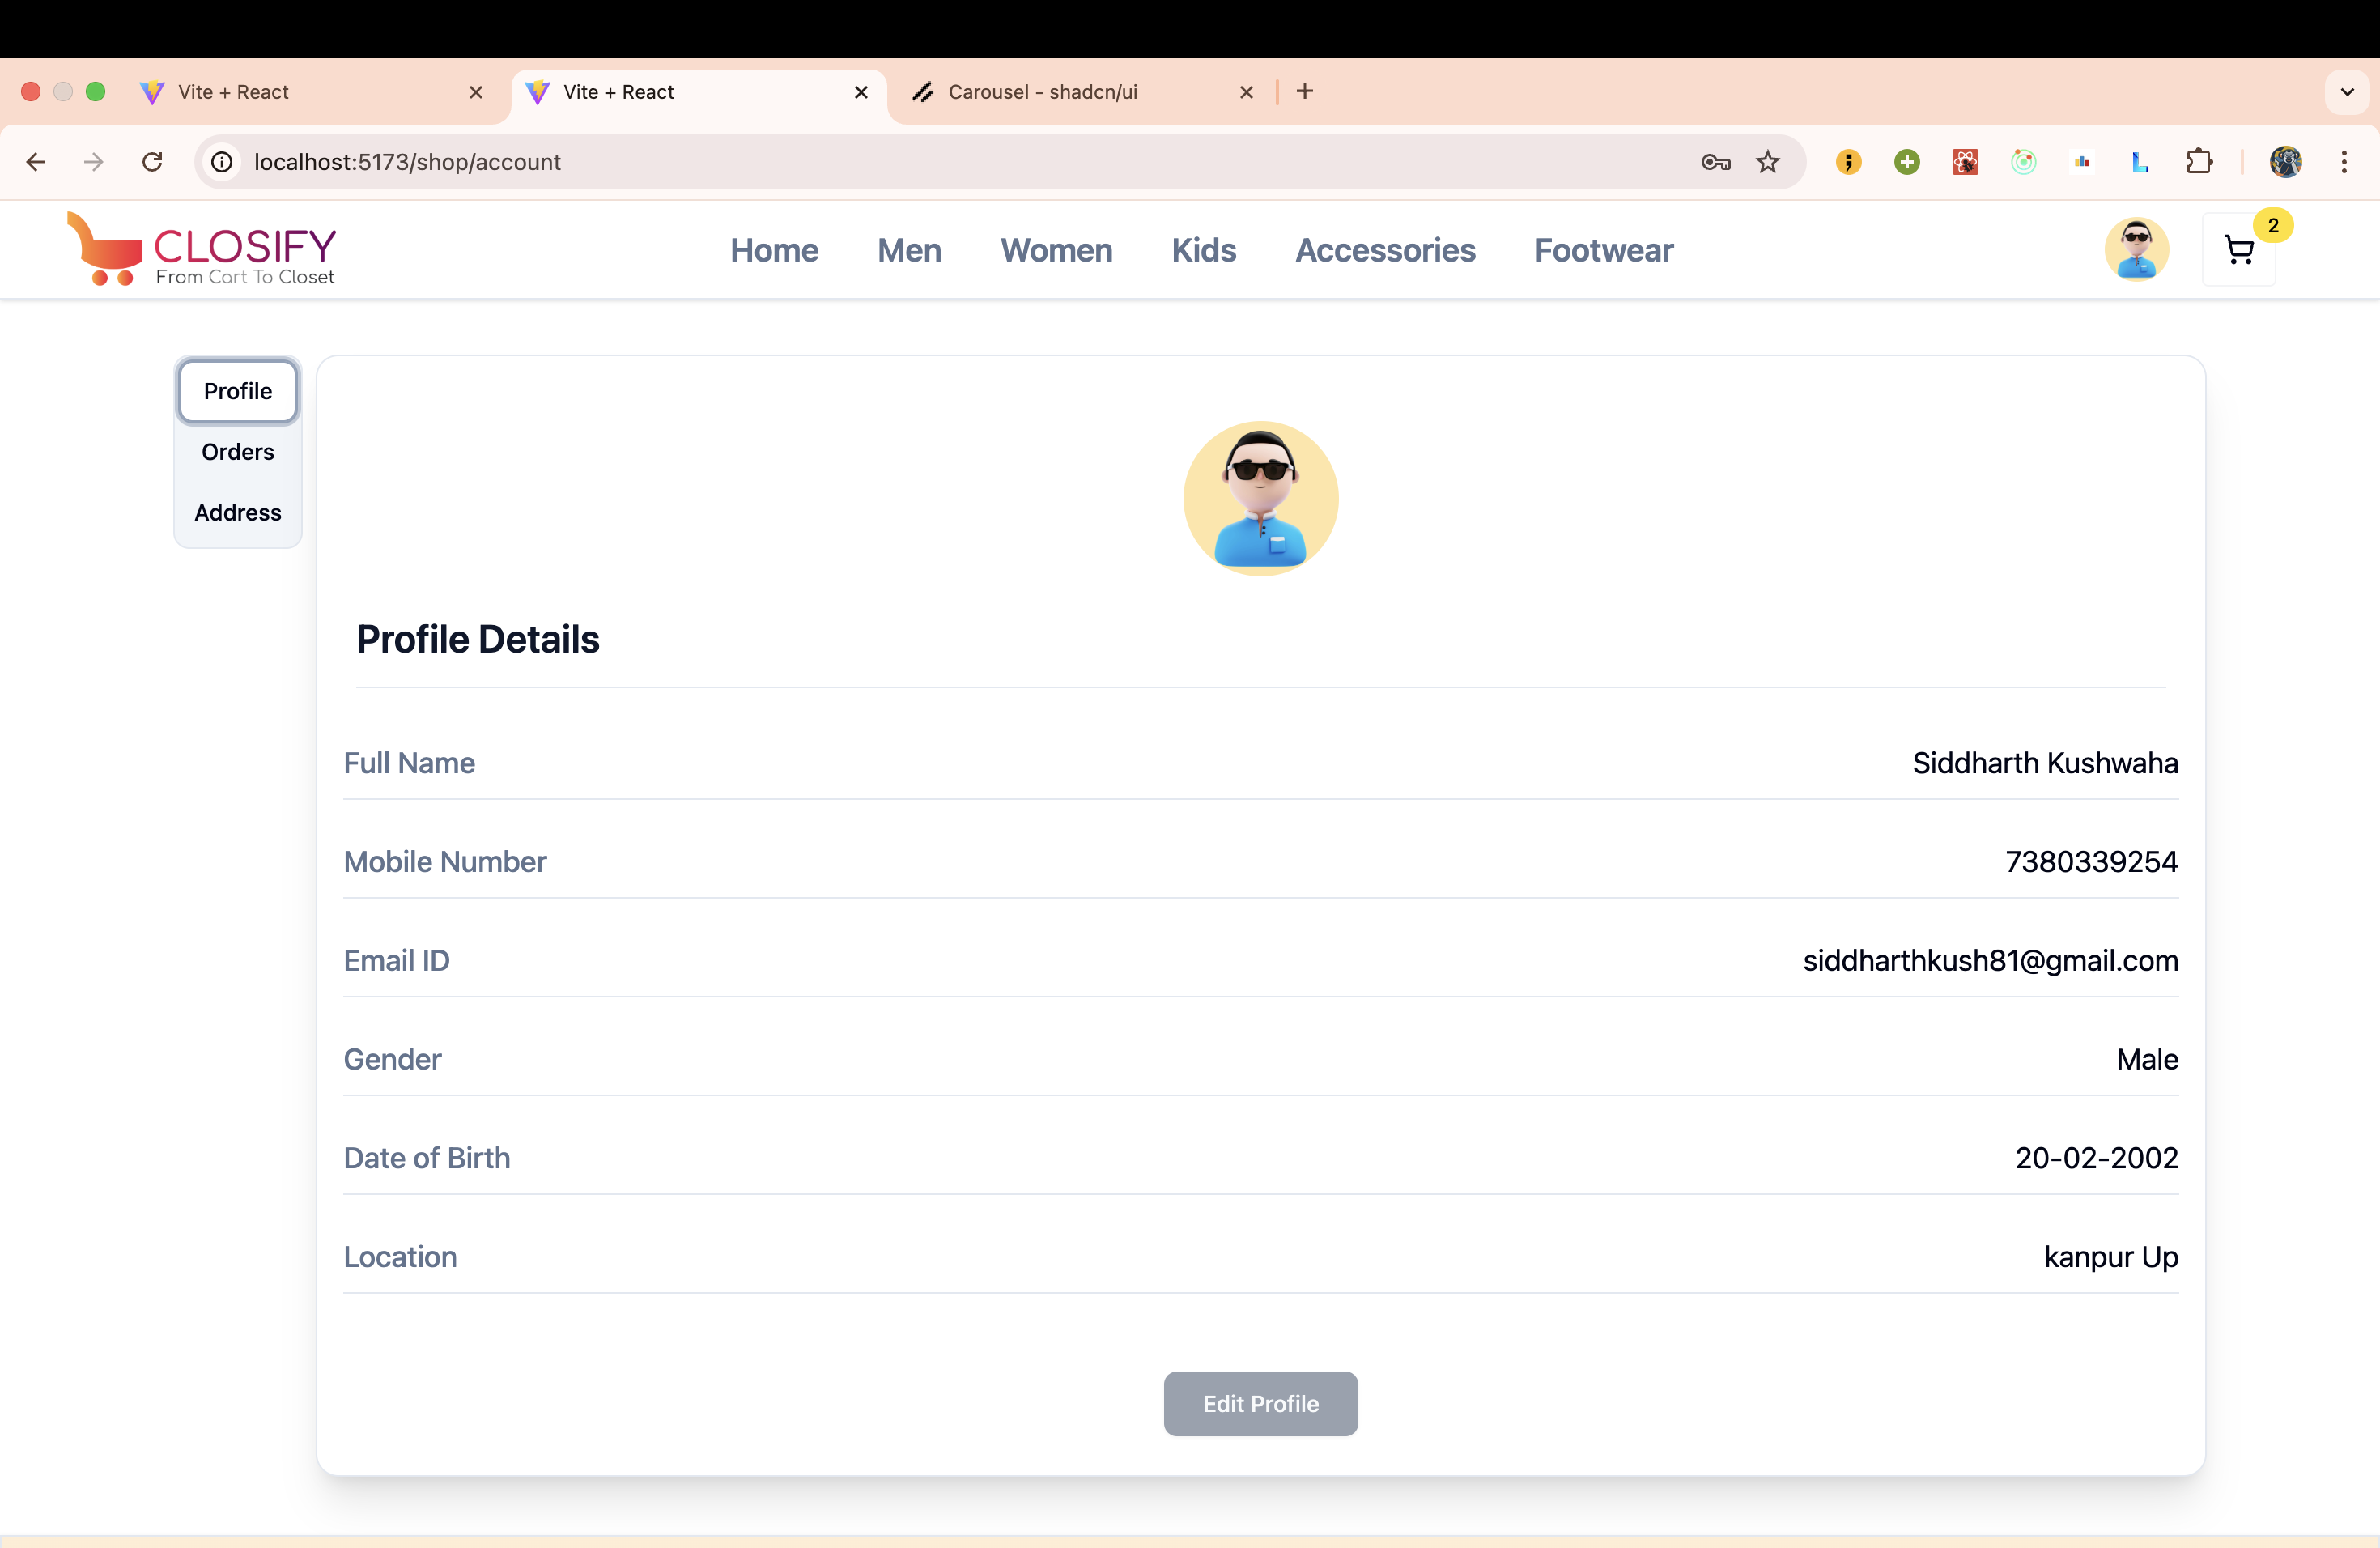 Vite + React
Vite + React
Carousel - shadcn/ui
localhost:5173/shop/account
CLOSIFY
From Cart To Closet
Home Men Women Kids Accessories Footwear
2
Profile
Orders
Address
Profile Details
Full Name Siddharth Kushwaha
Mobile Number 7380339254
Email ID siddharthkush81@gmail.com
Gender Male
Date of Birth 20-02-2002
Location kanpur Up
Edit Profile